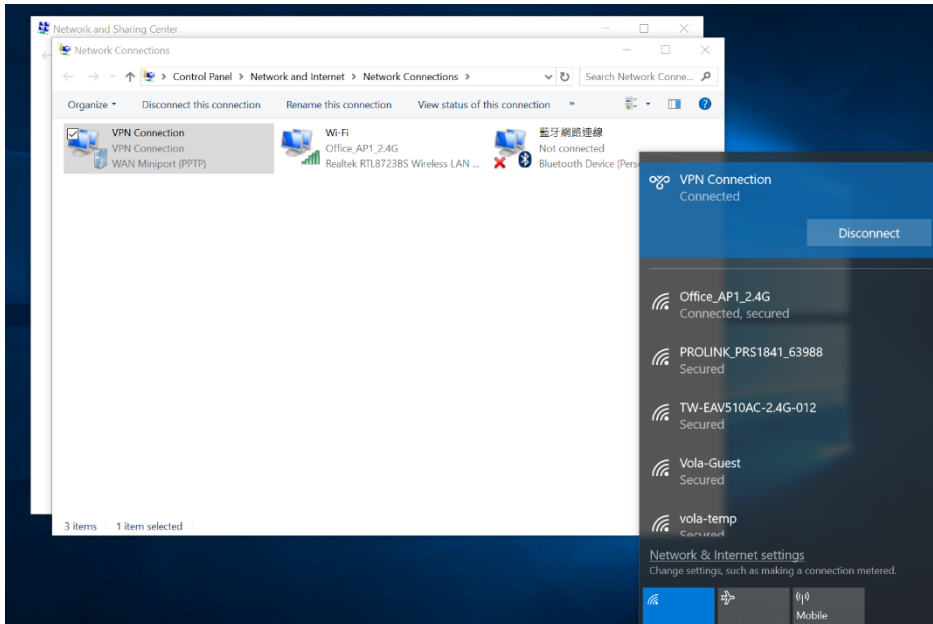 Network and Sharing Center
Network Connections
Control Panel > Network and Internet > Network Connections >
Search Network Conne...
Organize
Disconnect this connection
Rename this connection
View status of this connection
»
VPN Connection
VPN Connection
WAN Miniport (PPTP)
Wi-Fi
Office_AP1_2.4G
Realtek RTL8723BS Wireless LAN ...
藍牙網路連線
Not connected
Bluetooth Device (Pers
3 items
1 item selected
VPN Connection
Connected
Disconnect
Office_AP1_2.4G
Connected, secured
PROLINK_PRS1841_63988
Secured
TW-EAV510AC-2.4G-012
Secured
Vola-Guest
Secured
vola-temp
Secured
Network & Internet settings
Change settings, such as making a connection metered.
Mobile